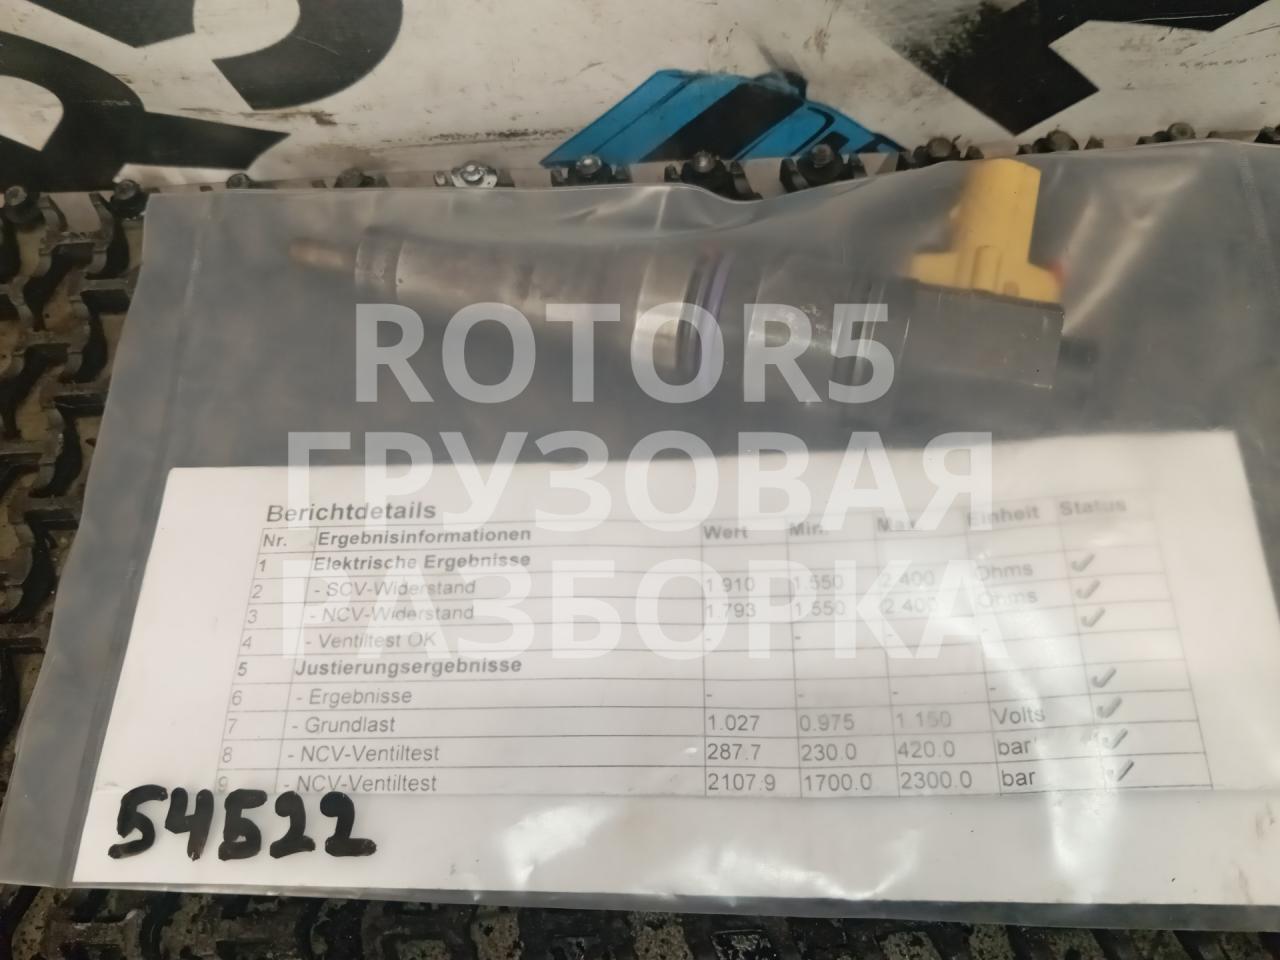 ROTOR5
ГРУЗОВАЯ
РАЗБОРКА
Berichtdetails
Nr. Ergebnisinformationen Wert Min. Max. Einheit Status
1 Elektrische Ergebnisse ✓
2 - SCV-Widerstand 1.910 1.550 2.400 Ohms ✓
3 - NCV-Widerstand 1.793 1.550 2.400 Ohms ✓
4 - Ventiltest OK - - - -
5 Justierungsergebnisse ✓
6 - Ergebnisse - - - - ✓
7 - Grundlast 1.027 0.975 1.150 Volts ✓
8 - NCV-Ventiltest 287.7 230.0 420.0 bar ✓
9 - NCV-Ventiltest 2107.9 1700.0 2300.0 bar ✓
54522